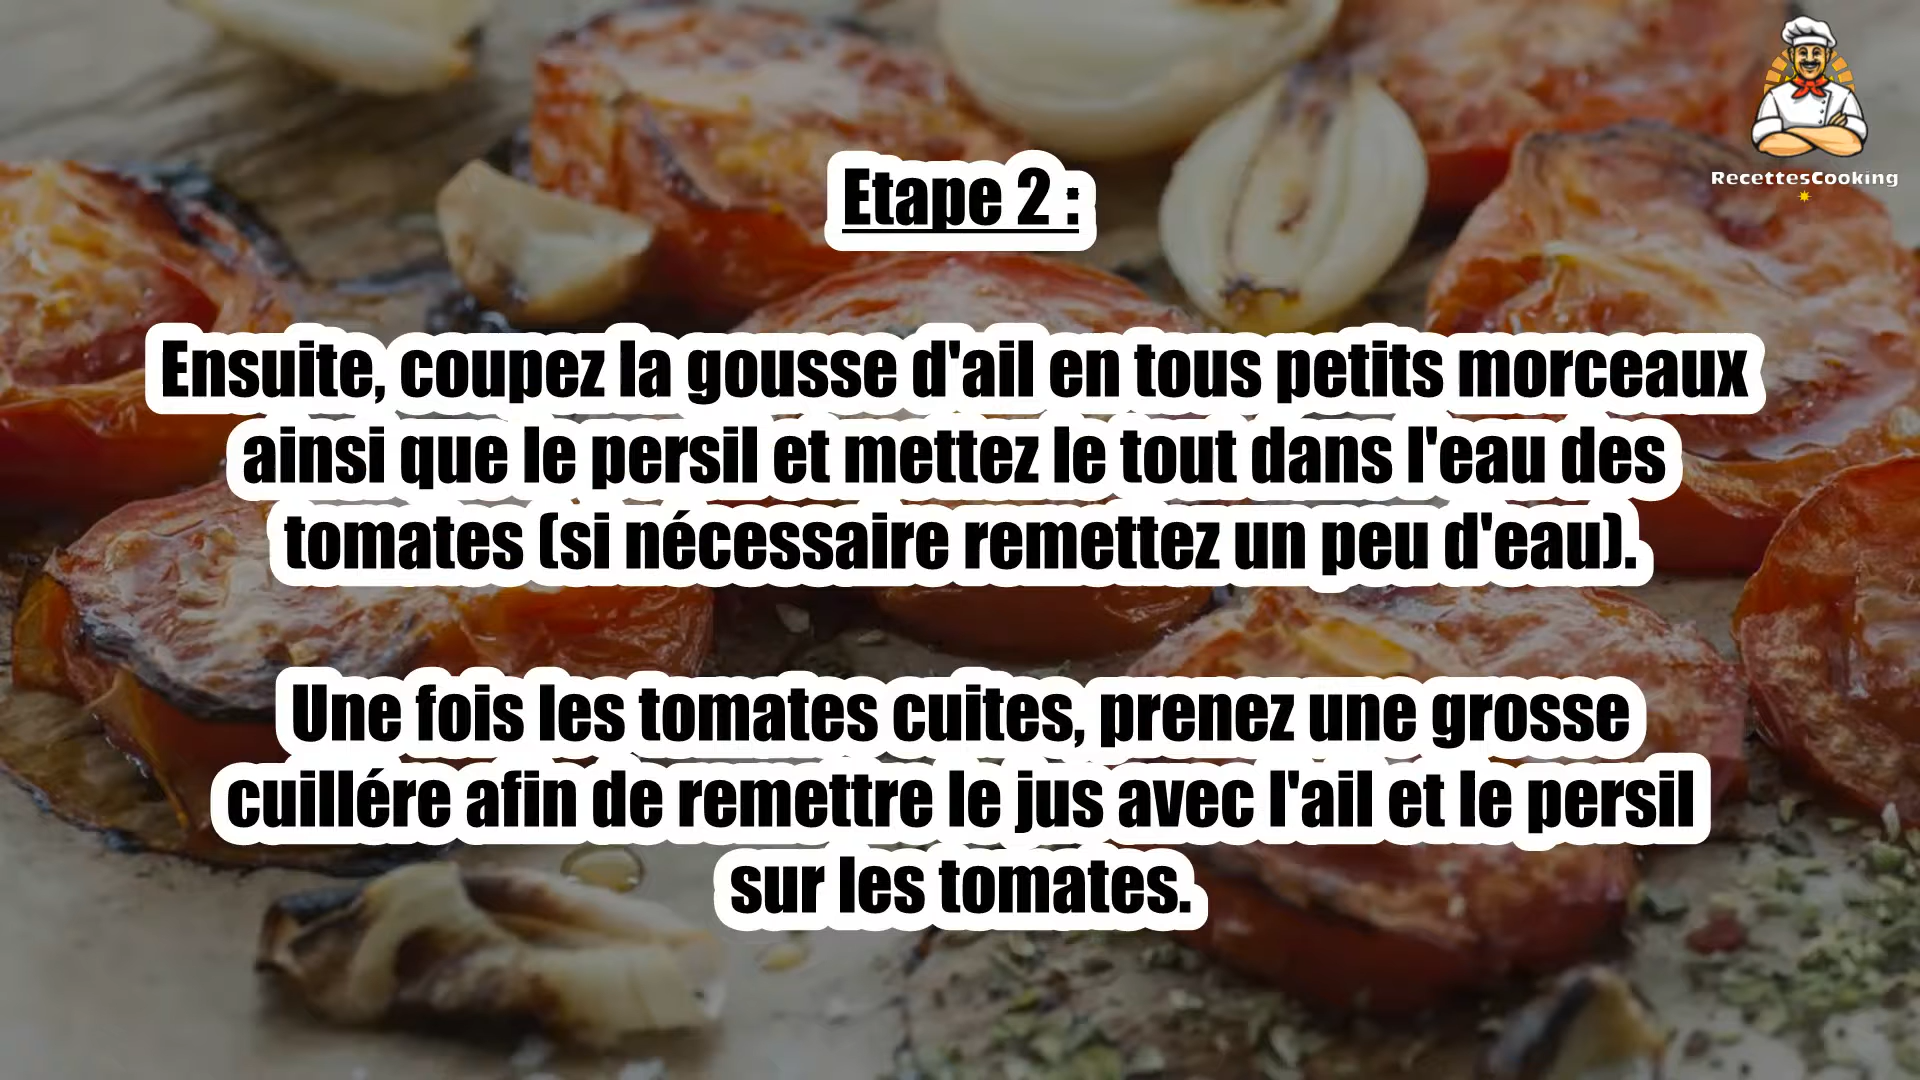 RecettesCooking
Etape 2 :
Ensuite, coupez la gousse d'ail en tous petits morceaux
ainsi que le persil et mettez le tout dans l'eau des
tomates (si nécessaire remettez un peu d'eau).
Une fois les tomates cuites, prenez une grosse
cuillére afin de remettre le jus avec l'ail et le persil
sur les tomates.